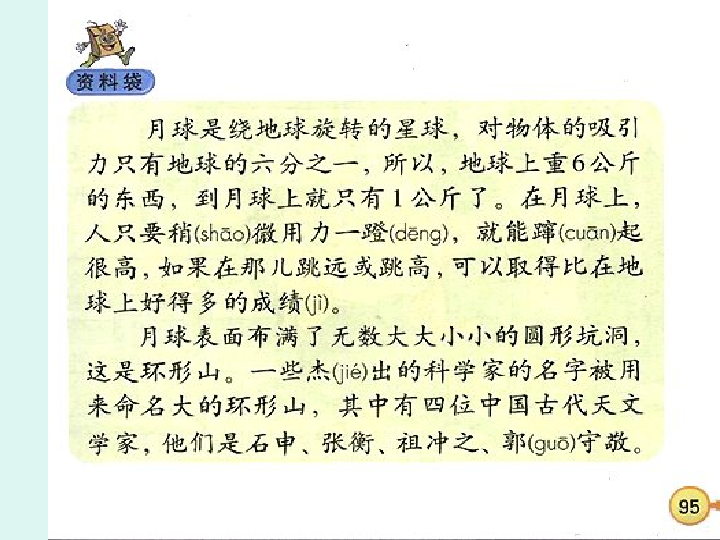 资料袋
月球是绕地球旋转的星球，对物体的吸引
力只有地球的六分之一，所以，地球上重6公斤
的东西，到月球上就只有1公斤了。在月球上，
人只要稍(shāo)微用力一蹬(dēng)，就能蹿(cuān)起
很高，如果在那儿跳远或跳高，可以取得比在地
球上好得多的成绩(jì)。
月球表面布满了无数大大小小的圆形坑洞，
这是环形山。一些杰(jié)出的科学家的名字被用
来命名大的环形山，其中有四位中国古代天文
学家，他们是石申、张衡、祖冲之、郭(guō)守敬。
95